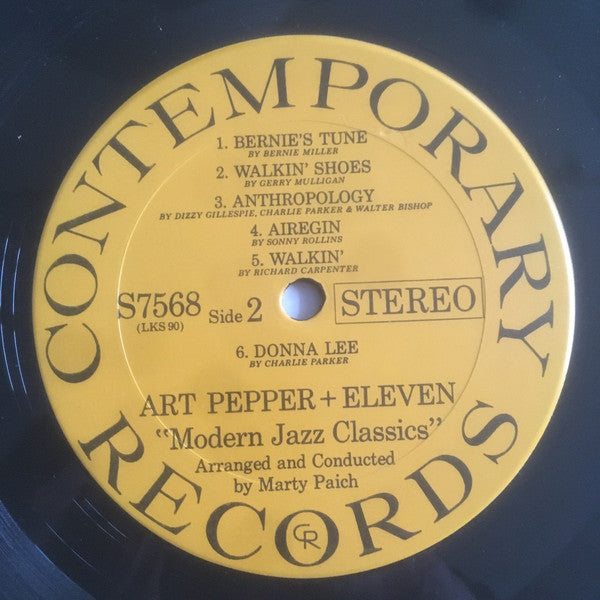 CONTEMPORARY RECORDS
1. BERNIE'S TUNE
BY BERNIE MILLER
2. WALKIN' SHOES
BY GERRY MULLIGAN
3. ANTHROPOLOGY
BY DIZZY GILLESPIE, CHARLIE PARKER & WALTER BISHOP
4. AIREGIN
BY SONNY ROLLINS
5. WALKIN'
BY RICHARD CARPENTER
S7568
(LKS 90)
Side 2
STEREO
6. DONNA LEE
BY CHARLIE PARKER
ART PEPPER + ELEVEN
"Modern Jazz Classics"
Arranged and Conducted
by Marty Paich
CR